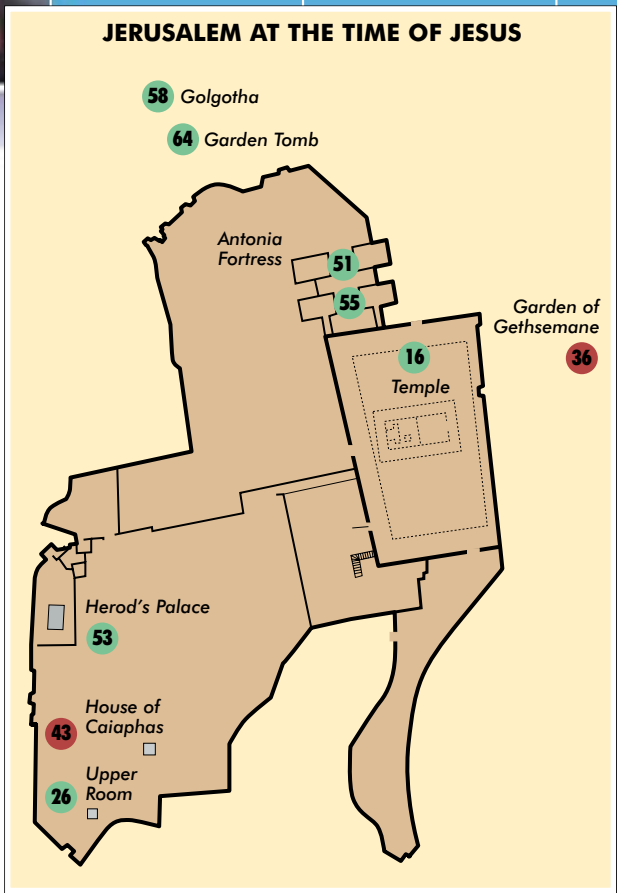 JERUSALEM AT THE TIME OF JESUS
58 Golgotha
64 Garden Tomb
Antonia
Fortress
51
55
Garden of
Gethsemane
36
16
Temple
Herod's Palace
53
House of
Caiaphas
43
Upper
Room
26